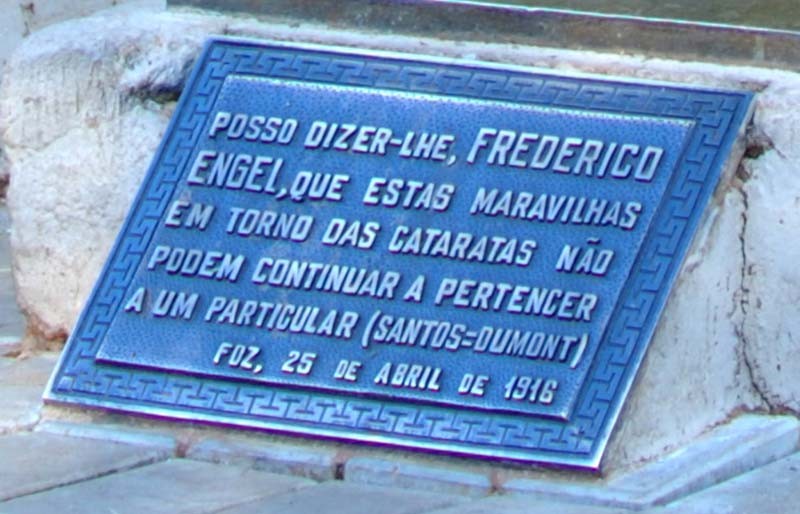 POSSO DIZER-LHE, FREDERICO
ENGEL, QUE ESTAS MARAVILHAS
EM TORNO DAS CATARATAS NÃO
PODEM CONTINUAR A PERTENCER
A UM PARTICULAR (SANTOS=DUMONT)
FOZ, 25 DE ABRIL DE 1916